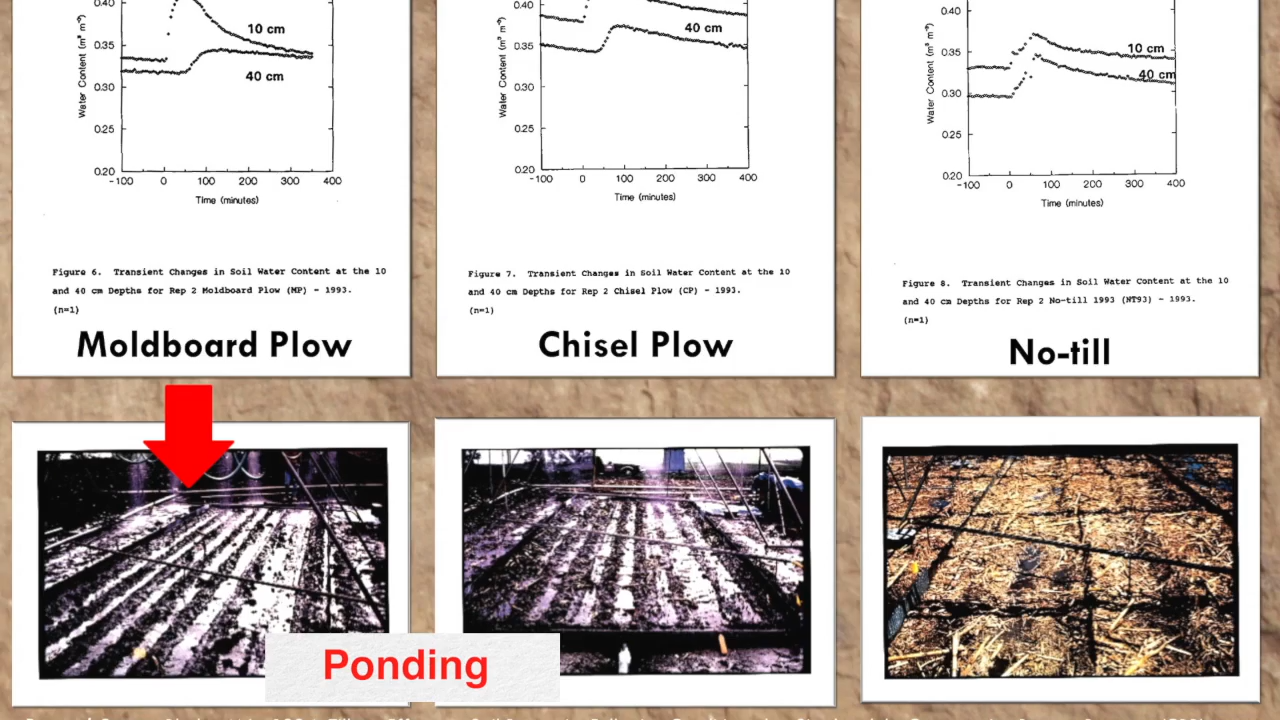 0.40
0.35
0.30
0.25
0.20
Water Content (m³ m⁻³)
10 cm
40 cm
-100 0 100 200 300 400
Time (minutes)
Figure 6. Transient Changes in Soil Water Content at the 10
and 40 cm Depths for Rep 2 Moldboard Plow (MP) - 1993.
(n=1)
Moldboard Plow
0.40
0.35
0.30
0.25
0.20
Water Content (m³ m⁻³)
40 cm
-100 0 100 200 300 400
Time (minutes)
Figure 7. Transient Changes in Soil Water Content at the 10
and 40 cm Depths for Rep 2 Chisel Plow (CP) - 1993.
(n=1)
Chisel Plow
0.40
0.35
0.30
0.25
0.20
Water Content (m³ m⁻³)
10 cm
40 cm
-100 0 100 200 300 400
Time (minutes)
Figure 8. Transient Changes in Soil Water Content at the 10
and 40 cm Depths for Rep 2 No-till 1993 (NT93) - 1993.
(n=1)
No-till
Ponding